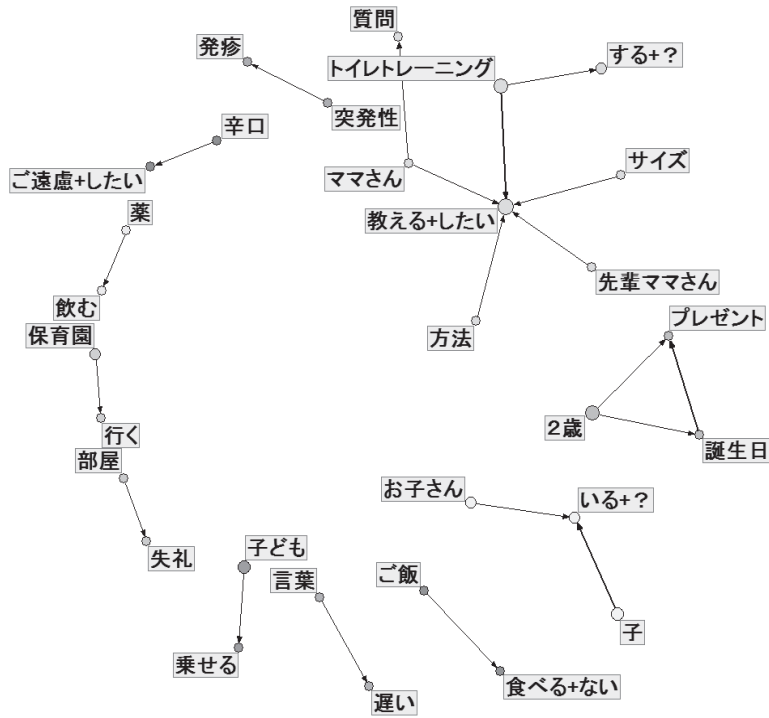 質問
発疹
トイレトレーニング
する+？
突発性
辛口
ママさん
サイズ
ご遠慮+したい
薬
教える+したい
先輩ママさん
飲む
プレゼント
保育園
方法
2歳
行く
誕生日
部屋
お子さん
いる+？
失礼
子ども
言葉
ご飯
子
乗せる
食べる+ない
遅い